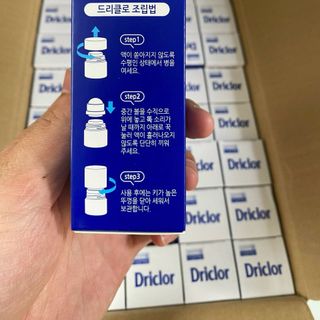 드리클로 조립법
step1
액이 쏟아지지 않도록
수평인 상태에서 병을
여세요.
step2
중간 볼을 수직으로
위에 놓고 똑 소리가
날 때까지 아래로 꾹
눌러 액이 흘러나오지
않도록 단단히 끼워
주세요.
step3
사용 후에는 키가 높은
뚜껑을 닫아 세워서
보관합니다.
Driclor
Driclor
Driclor
Driclor
Driclor
Driclor